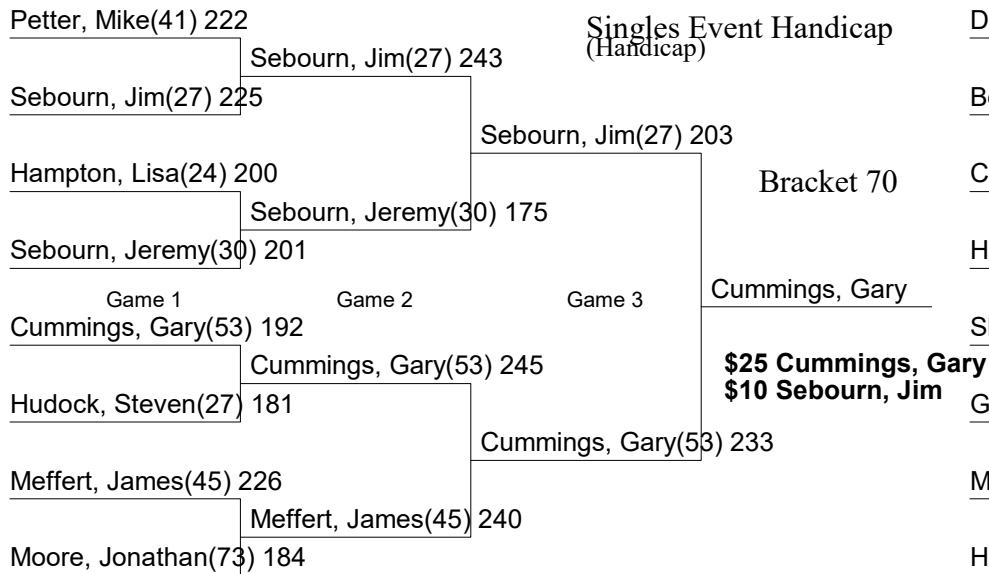 Singles Event Handicap
(Handicap)
Bracket 70
Petter, Mike(41) 222
Sebourn, Jim(27) 225
Hampton, Lisa(24) 200
Sebourn, Jeremy(30) 201
Game 1
Cummings, Gary(53) 192
Hudock, Steven(27) 181
Meffert, James(45) 226
Moore, Jonathan(73) 184
Sebourn, Jim(27) 243
Sebourn, Jeremy(30) 175
Game 2
Cummings, Gary(53) 245
Meffert, James(45) 240
Sebourn, Jim(27) 203
Game 3
Cummings, Gary(53) 233
Cummings, Gary
$25 Cummings, Gary
$10 Sebourn, Jim
D
C
H
G
M
H